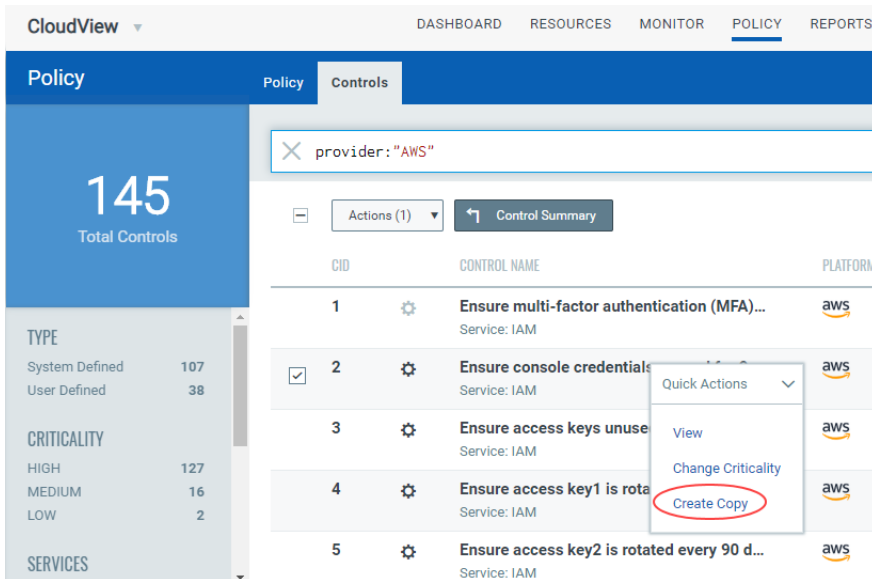 CloudView
DASHBOARD RESOURCES MONITOR POLICY REPORTS
Policy
Policy Controls
provider:"AWS"
145
Total Controls
Actions (1) Control Summary
CID CONTROL NAME PLATFORM
1 Ensure multi-factor authentication (MFA)... aws
Service: IAM
TYPE
System Defined 107
User Defined 38
2 Ensure console credentials aws
Service: IAM
Quick Actions
View
Change Criticality
Create Copy
3 Ensure access keys aws
Service: IAM
CRITICALITY
HIGH 127
MEDIUM 16
LOW 2
4 Ensure access key1 is aws
Service: IAM
5 Ensure access key2 is rotated every 90 d... aws
Service: IAM
SERVICES